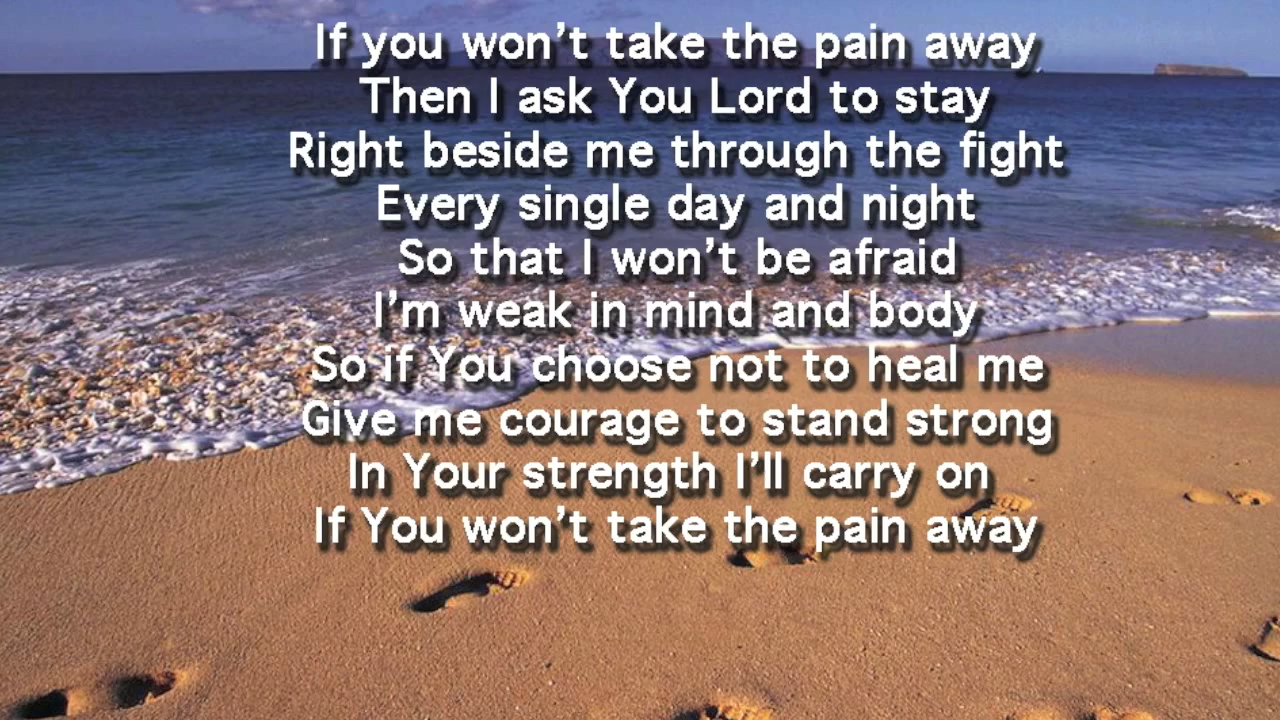 If you won't take the pain away
Then I ask You Lord to stay
Right beside me through the fight
Every single day and night
So that I won't be afraid
I'm weak in mind and body
So if You choose not to heal me
Give me courage to stand strong
In Your strength I'll carry on
If You won't take the pain away